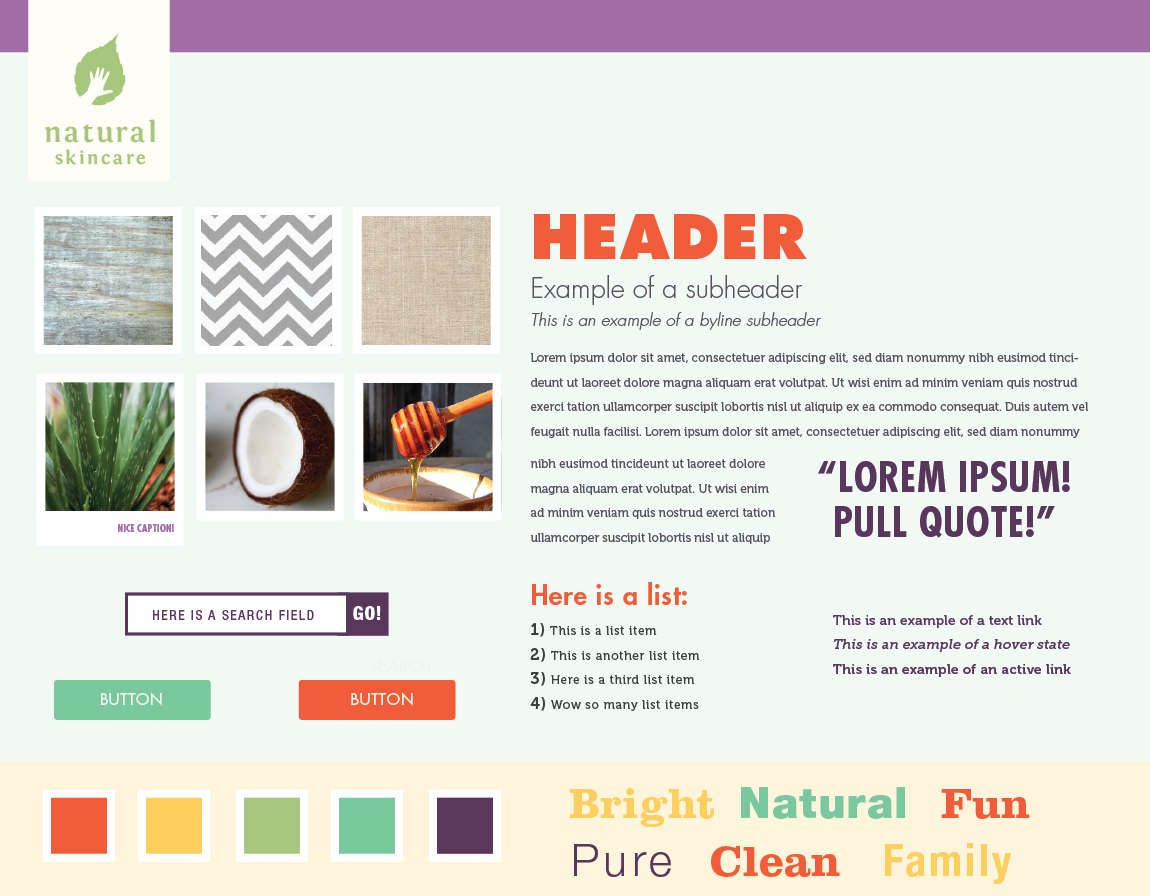 natural
skincare
HEADER
Example of a subheader
This is an example of a byline subheader
Lorem ipsum dolor sit amet, consectetuer adipiscing elit, sed diam nonummy nibh euismod tinci-
deunt ut laoreet dolore magna aliquam erat volutpat. Ut wisi enim ad minim veniam quis nostrud
exerci tation ullamcorper suscipit lobortis nisl ut aliquip ex ea commodo consequat. Duis autem vel
feugait nulla facilisi. Lorem ipsum dolor sit amet, consectetuer adipiscing elit, sed diam nonummy
nibh eusimod tincideunt ut laoreet dolore
magna aliquam erat volutpat. Ut wisi enim
ad minim veniam quis nostrud exerci tation
ullamcorper suscipit lobortis nisl ut aliquip
“LOREM IPSUM!
PULL QUOTE!”
NICE CAPTION!
HERE IS A SEARCH FIELD GO!
SEARCH
BUTTON BUTTON
Here is a list:
1) This is a list item
2) This is another list item
3) Here is a third list item
4) Wow so many list items
This is an example of a text link
This is an example of a hover state
This is an example of an active link
Bright Natural Fun
Pure Clean Family